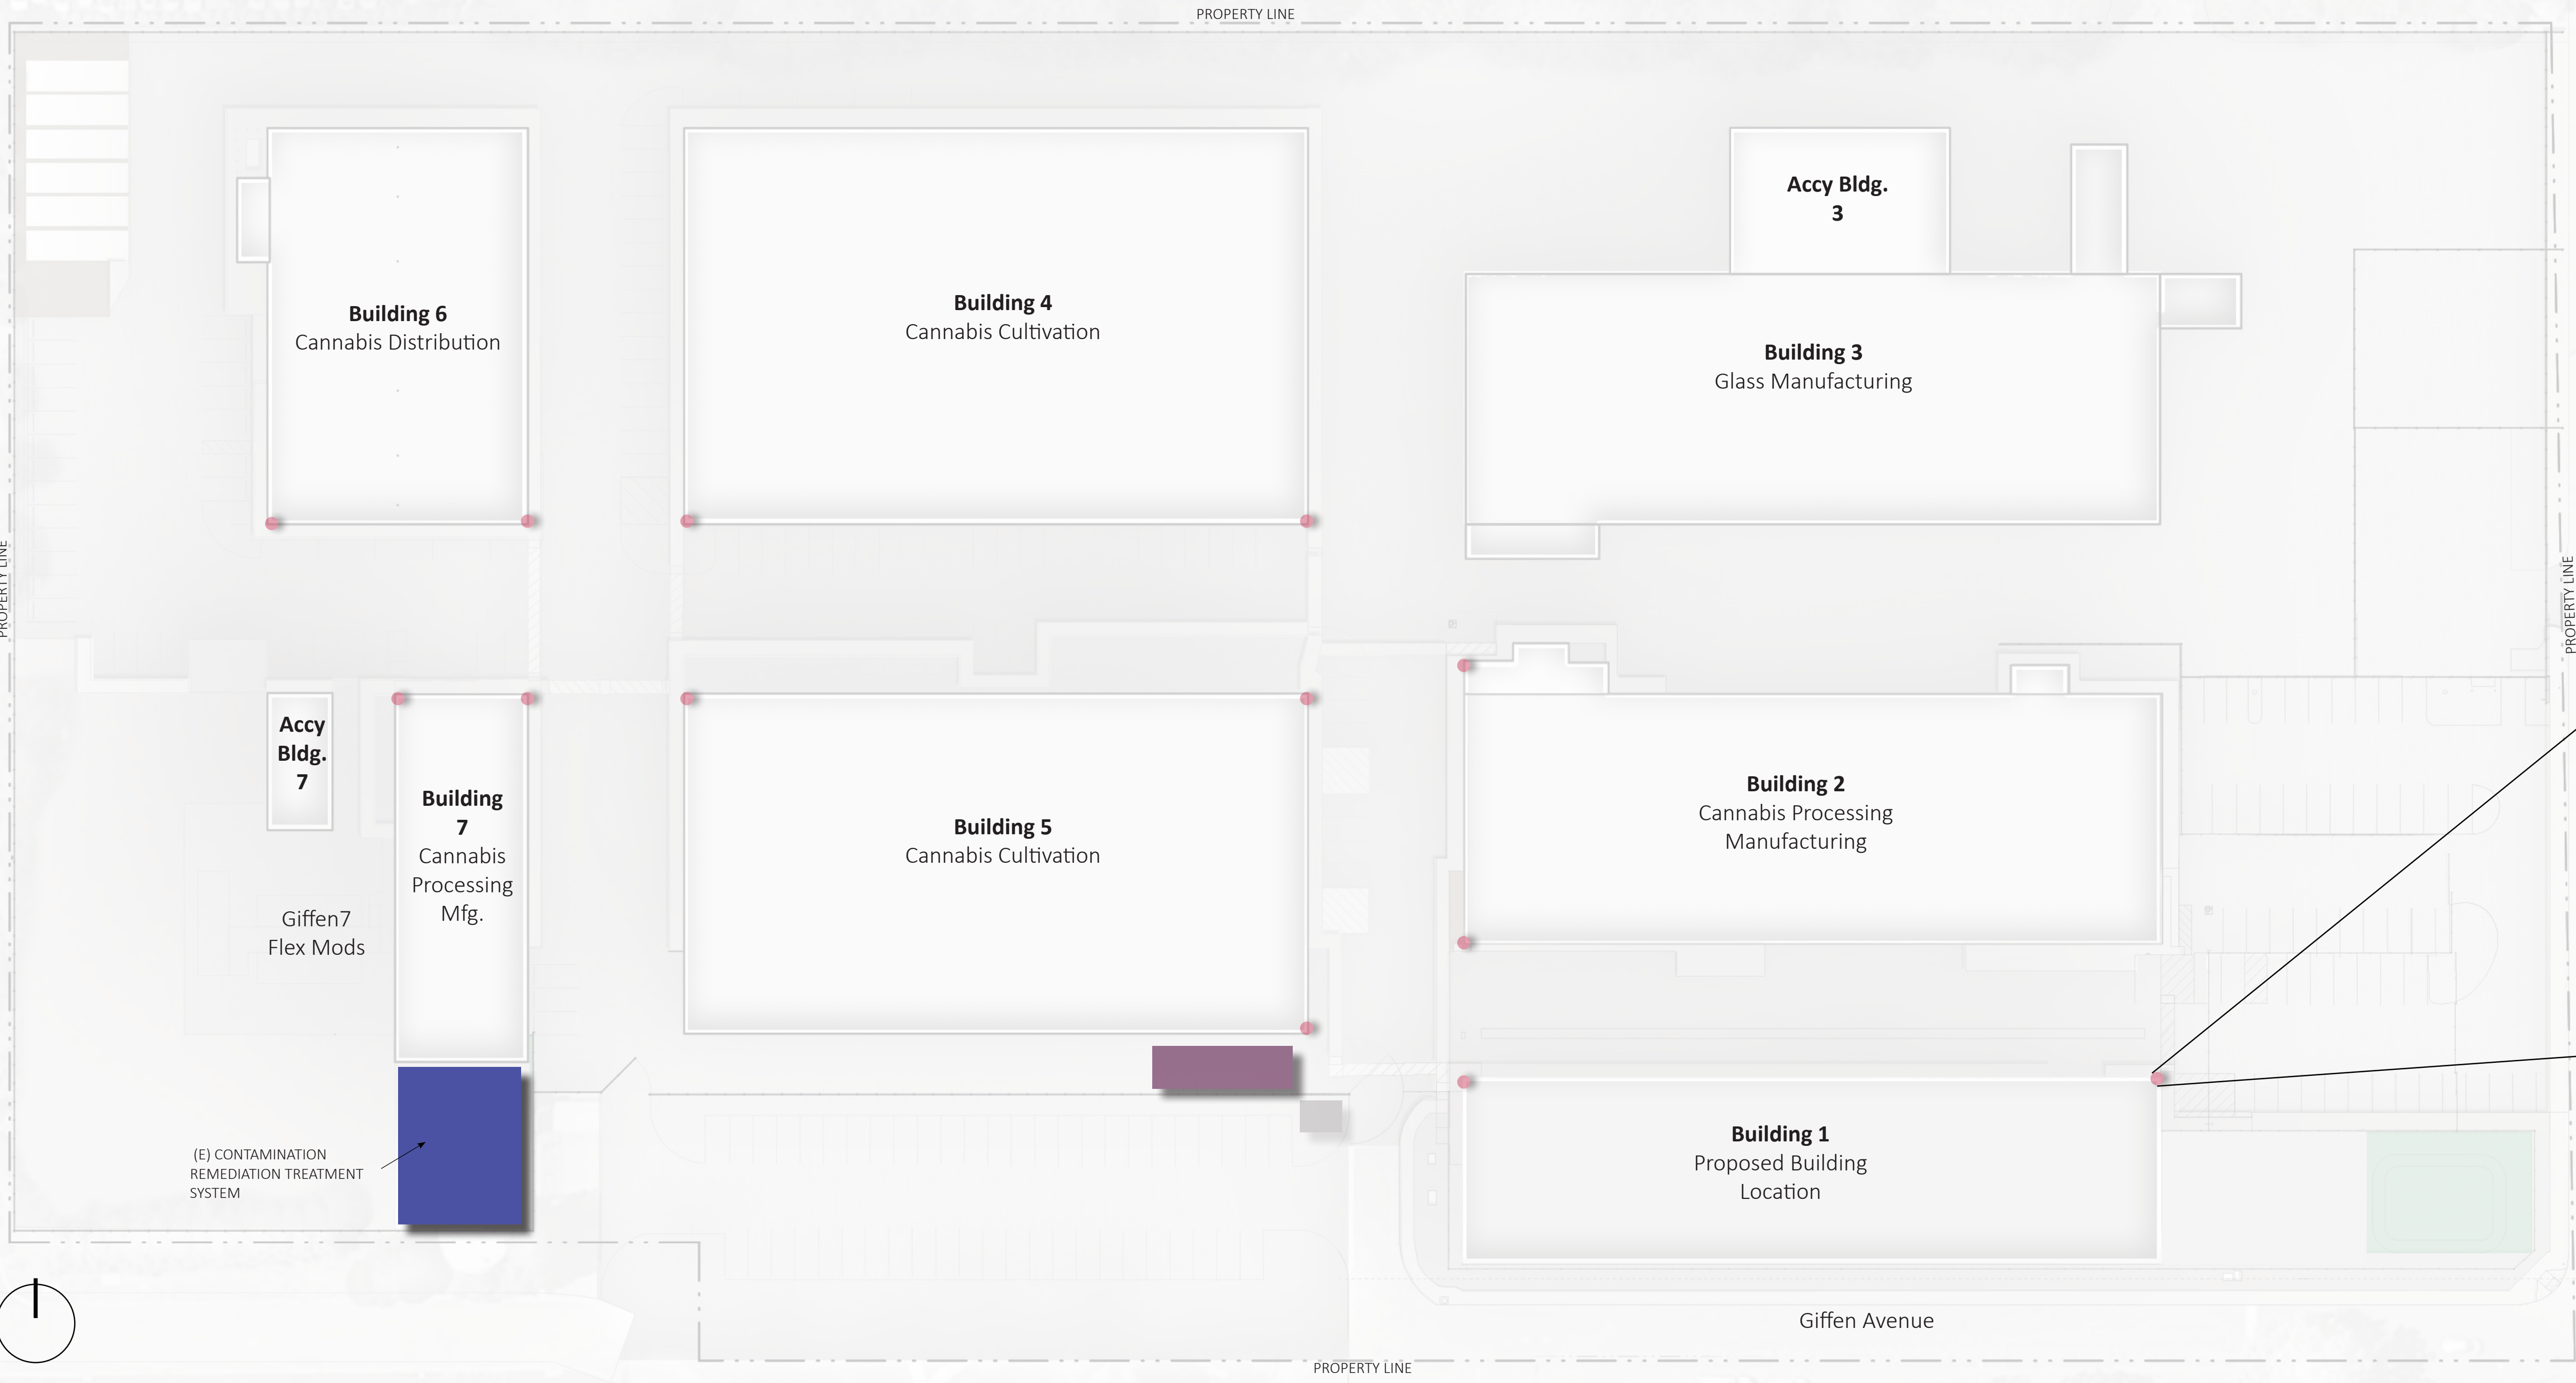 PROPERTY LINE
Accy Bldg.
3
Building 6
Cannabis Distribution
Building 4
Cannabis Cultivation
Building 3
Glass Manufacturing
PROPERTY LINE
PROPERTY LINE
Accy
Bldg.
7
Building
7
Cannabis
Processing
Mfg.
Building 5
Cannabis Cultivation
Building 2
Cannabis Processing
Manufacturing
Giffen7
Flex Mods
(E) CONTAMINATION
REMEDIATION TREATMENT
SYSTEM
Building 1
Proposed Building
Location
Giffen Avenue
PROPERTY LINE